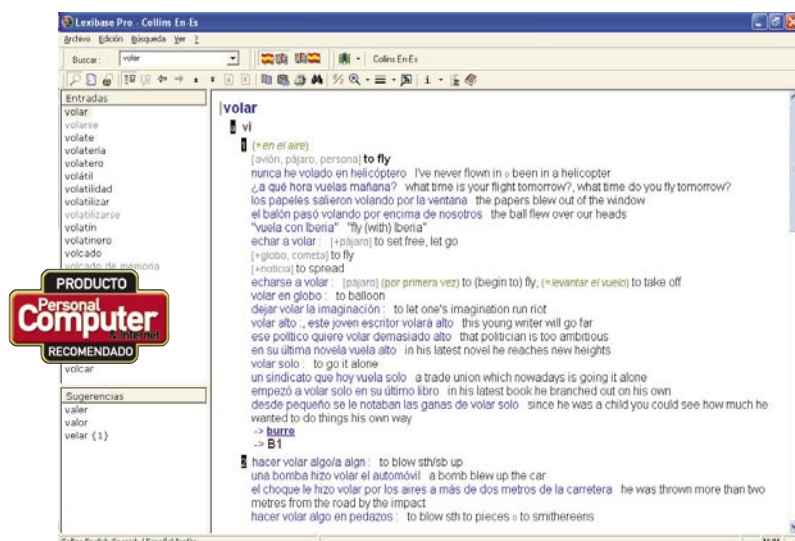 Lexibase Pro - Collins En-Es
Archivo Edición Búsqueda Ver ?
Buscar: volar Collins En-Es
Entradas
volar
volarse
volate
volatería
volatero
volátil
volatilidad
volatilizar
volatilizarse
volatín
volatinero
volcado
volcado de memoria
PRODUCTO
Personal
Computer
& Internet
RECOMENDADO
volcar
Sugerencias
valer
valor
velar {1}
volar
vi
1 (=en el aire)
[avión, pájaro, persona] to fly
nunca he volado en helicóptero I've never flown in o been in a helicopter
¿a qué hora vuelas mañana? what time is your flight tomorrow?, what time do you fly tomorrow?
los papeles salieron volando por la ventana the papers blew out of the window
el balón pasó volando por encima de nosotros the ball flew over our heads
"vuela con Iberia" "fly (with) Iberia"
echar a volar : [+pájaro] to set free, let go
[+globo, cometa] to fly
[+noticia] to spread
echarse a volar : [pájaro] (por primera vez) to (begin to) fly, (=levantar el vuelo) to take off
volar en globo : to balloon
dejar volar la imaginación : to let one's imagination run riot
volar alto :, este joven escritor volará alto this young writer will go far
ese político quiere volar demasiado alto that politician is too ambitious
en su última novela vuela alto in his latest novel he reaches new heights
volar solo : to go it alone
un sindicato que hoy vuela solo a trade union which nowadays is going it alone
empezó a volar solo en su último libro in his latest book he branched out on his own
desde pequeño se le notaban las ganas de volar solo since he was a child you could see how much he
wanted to do things his own way
-> burro
-> B1
2 hacer volar algo/a algn : to blow sth/sb up
una bomba hizo volar el automóvil a bomb blew up the car
el choque le hizo volar por los aires a más de dos metros de la carretera he was thrown more than two
metres from the road by the impact
hacer volar algo en pedazos : to blow sth to pieces o to smithereens